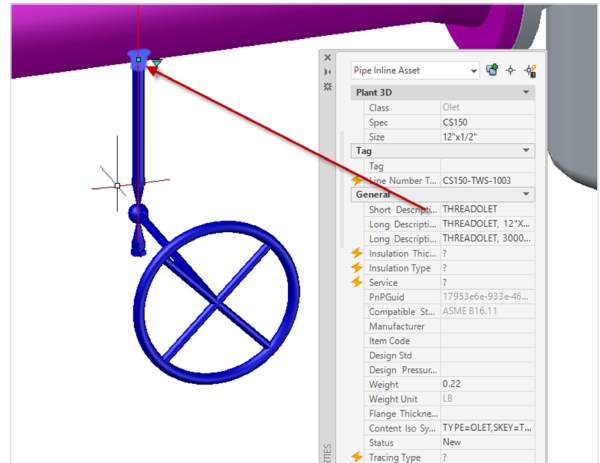 Pipe Inline Asset
Plant 3D
Class Olet
Spec CS150
Size 12"x1/2"
Tag
Tag
Line Number T... CS150-TWS-1003
General
Short Descripti... THREADOLET
Long Descripti... THREADOLET, 12"X...
Long Descripti... THREADOLET, 3000...
Insulation Thic... ?
Insulation Type ?
Service ?
PnPGuid 17953e6e-933e-46...
Compatible St... ASME B16.11
Manufacturer
Item Code
Design Std
Design Pressur...
Weight 0.22
Weight Unit LB
Flange Thickne...
Content Iso Sy... TYPE=OLET,SKEY=T...
Status New
Tracing Type ?